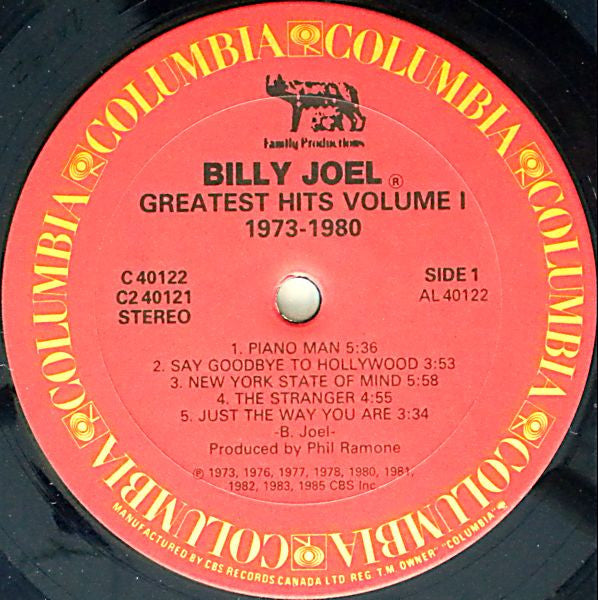 COLUMBIA COLUMBIA COLUMBIA COLUMBIA COLUMBIA COLUMBIA COLUMBIA COLUMBIA
Family Productions
BILLY JOEL ®
GREATEST HITS VOLUME I
1973-1980
C 40122
C2 40121
STEREO
SIDE 1
AL 40122
1. PIANO MAN 5:36
2. SAY GOODBYE TO HOLLYWOOD 3:53
3. NEW YORK STATE OF MIND 5:58
4. THE STRANGER 4:55
5. JUST THE WAY YOU ARE 3:34
-B. Joel-
Produced by Phil Ramone
℗ 1973, 1976, 1977, 1978, 1980, 1981,
1982, 1983, 1985 CBS Inc
MANUFACTURED BY CBS RECORDS CANADA LTD REG. T.M. OWNER "COLUMBIA"